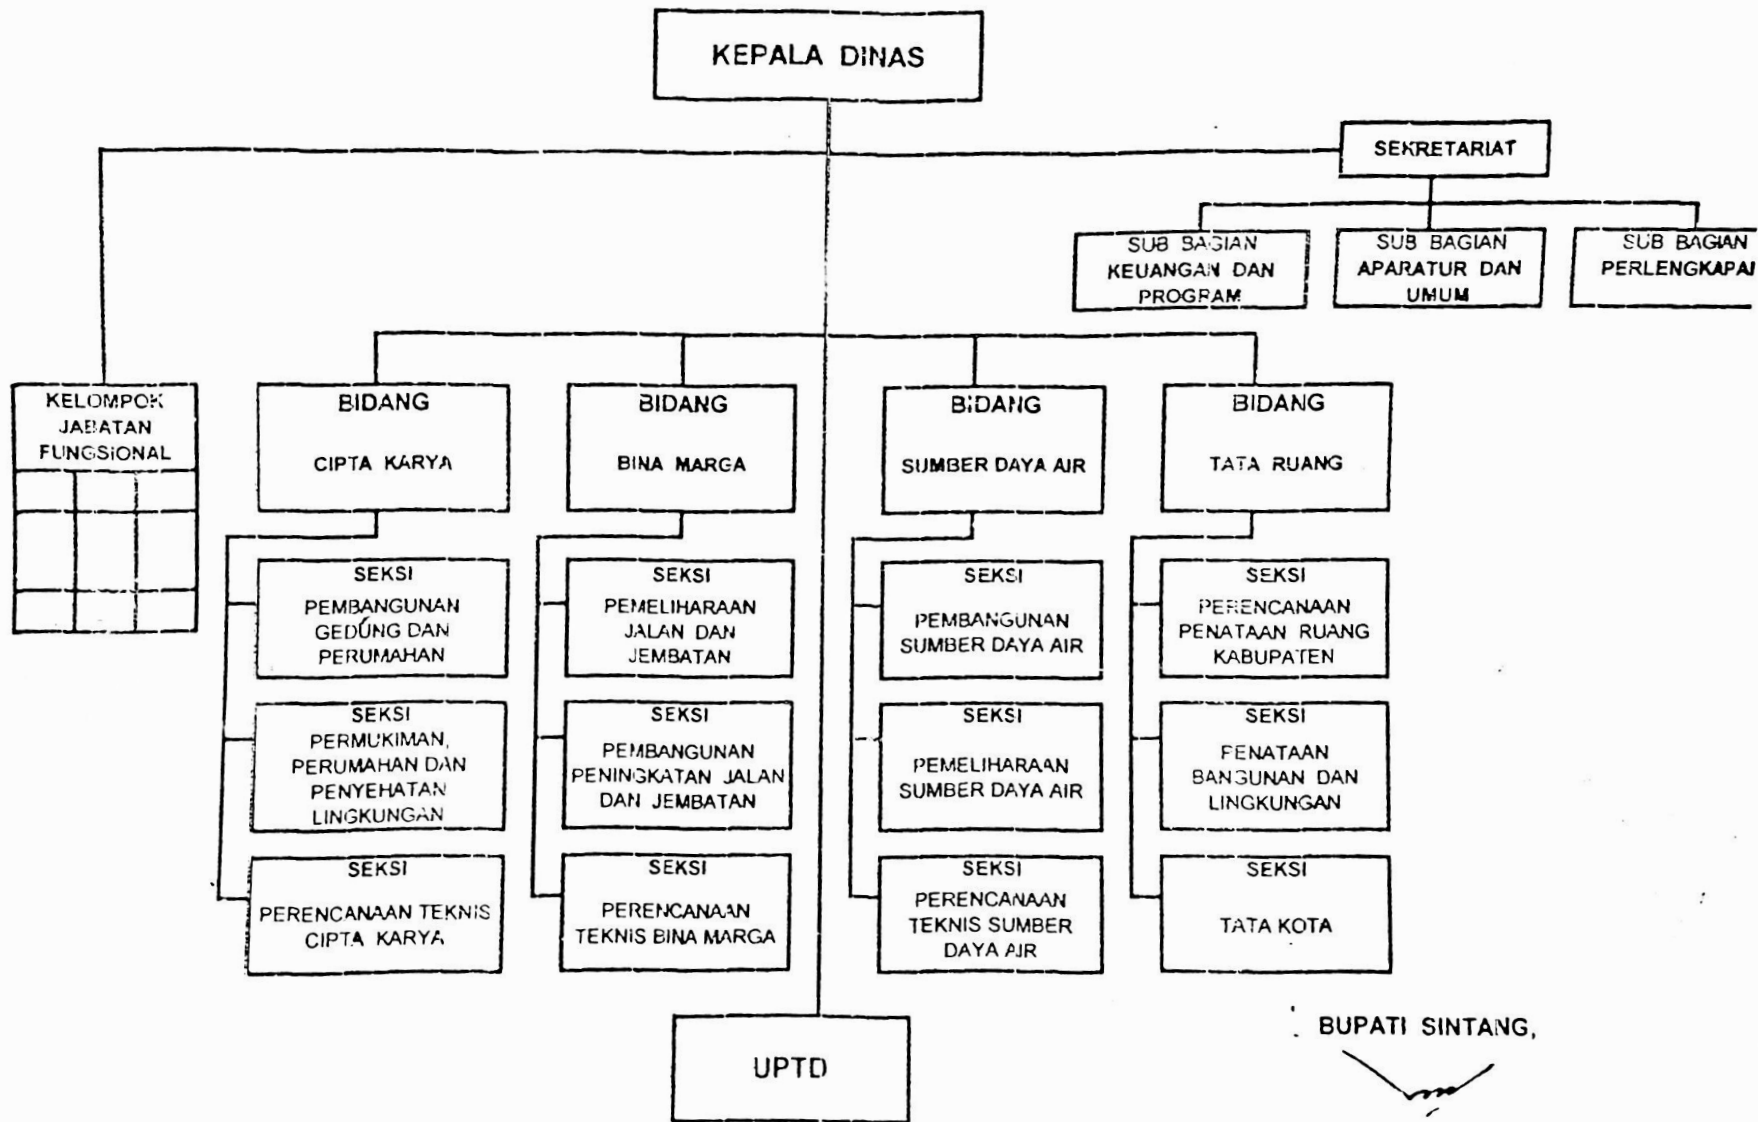 KEPALA DINAS
SEKRETARIAT
SUB BAGIAN
KEUANGAN DAN
PROGRAM
SUB BAGIAN
APARATUR DAN
UMUM
SUB BAGIAN
PERLENGKAPA
KELOMPOK
JABATAN
FUNGSIONAL
BIDANG
CIPTA KARYA
BIDANG
BINA MARGA
BIDANG
SUMBER DAYA AIR
BIDANG
TATA RUANG
SEKSI
PEMBANGUNAN
GEDUNG DAN
PERUMAHAN
SEKSI
PEMELIHARAAN
JALAN DAN
JEMBATAN
SEKSI
PEMBANGUNAN
SUMBER DAYA AIR
SEKSI
PERENCANAAN
PENATAAN RUANG
KABUPATEN
SEKSI
PERMUKIMAN,
PERUMAHAN DAN
PENYEHATAN
LINGKUNGAN
SEKSI
PEMBANGUNAN
PENINGKATAN JALAN
DAN JEMBATAN
SEKSI
PEMELIHARAAN
SUMBER DAYA AIR
SEKSI
PENATAAN
BANGUNAN DAN
LINGKUNGAN
SEKSI
PERENCANAAN TEKNIS
CIPTA KARYA
SEKSI
PERENCANAAN
TEKNIS BINA MARGA
SEKSI
PERENCANAAN
TEKNIS SUMBER
DAYA AIR
SEKSI
TATA KOTA
UPTD
BUPATI SINTANG,